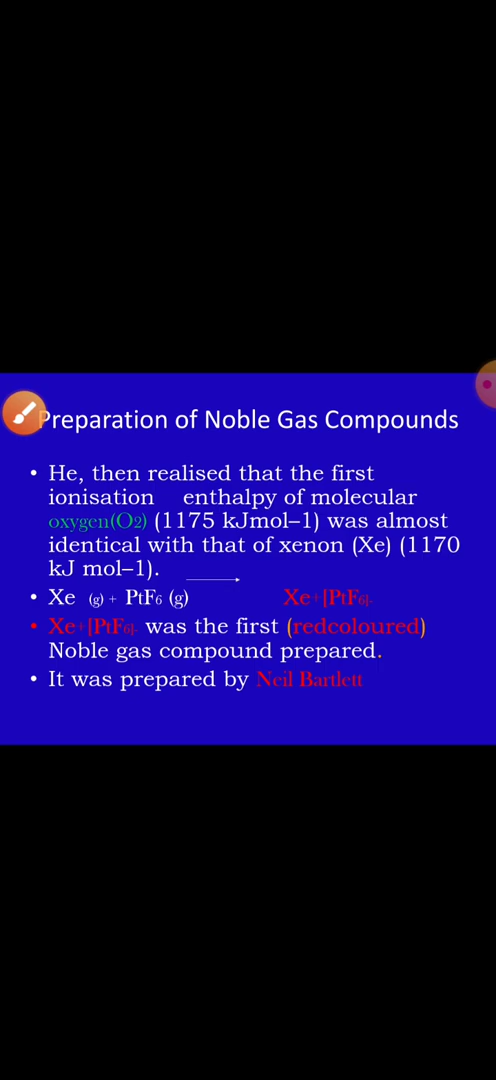 Preparation of Noble Gas Compounds
• He, then realised that the first
ionisation enthalpy of molecular
oxygen(O2) (1175 kJmol–1) was almost
identical with that of xenon (Xe) (1170
kJ mol–1).
• Xe (g) + PtF6 (g) → Xe+[PtF6]-
• Xe+[PtF6]- was the first (redcoloured)
Noble gas compound prepared.
• It was prepared by Neil Bartlett